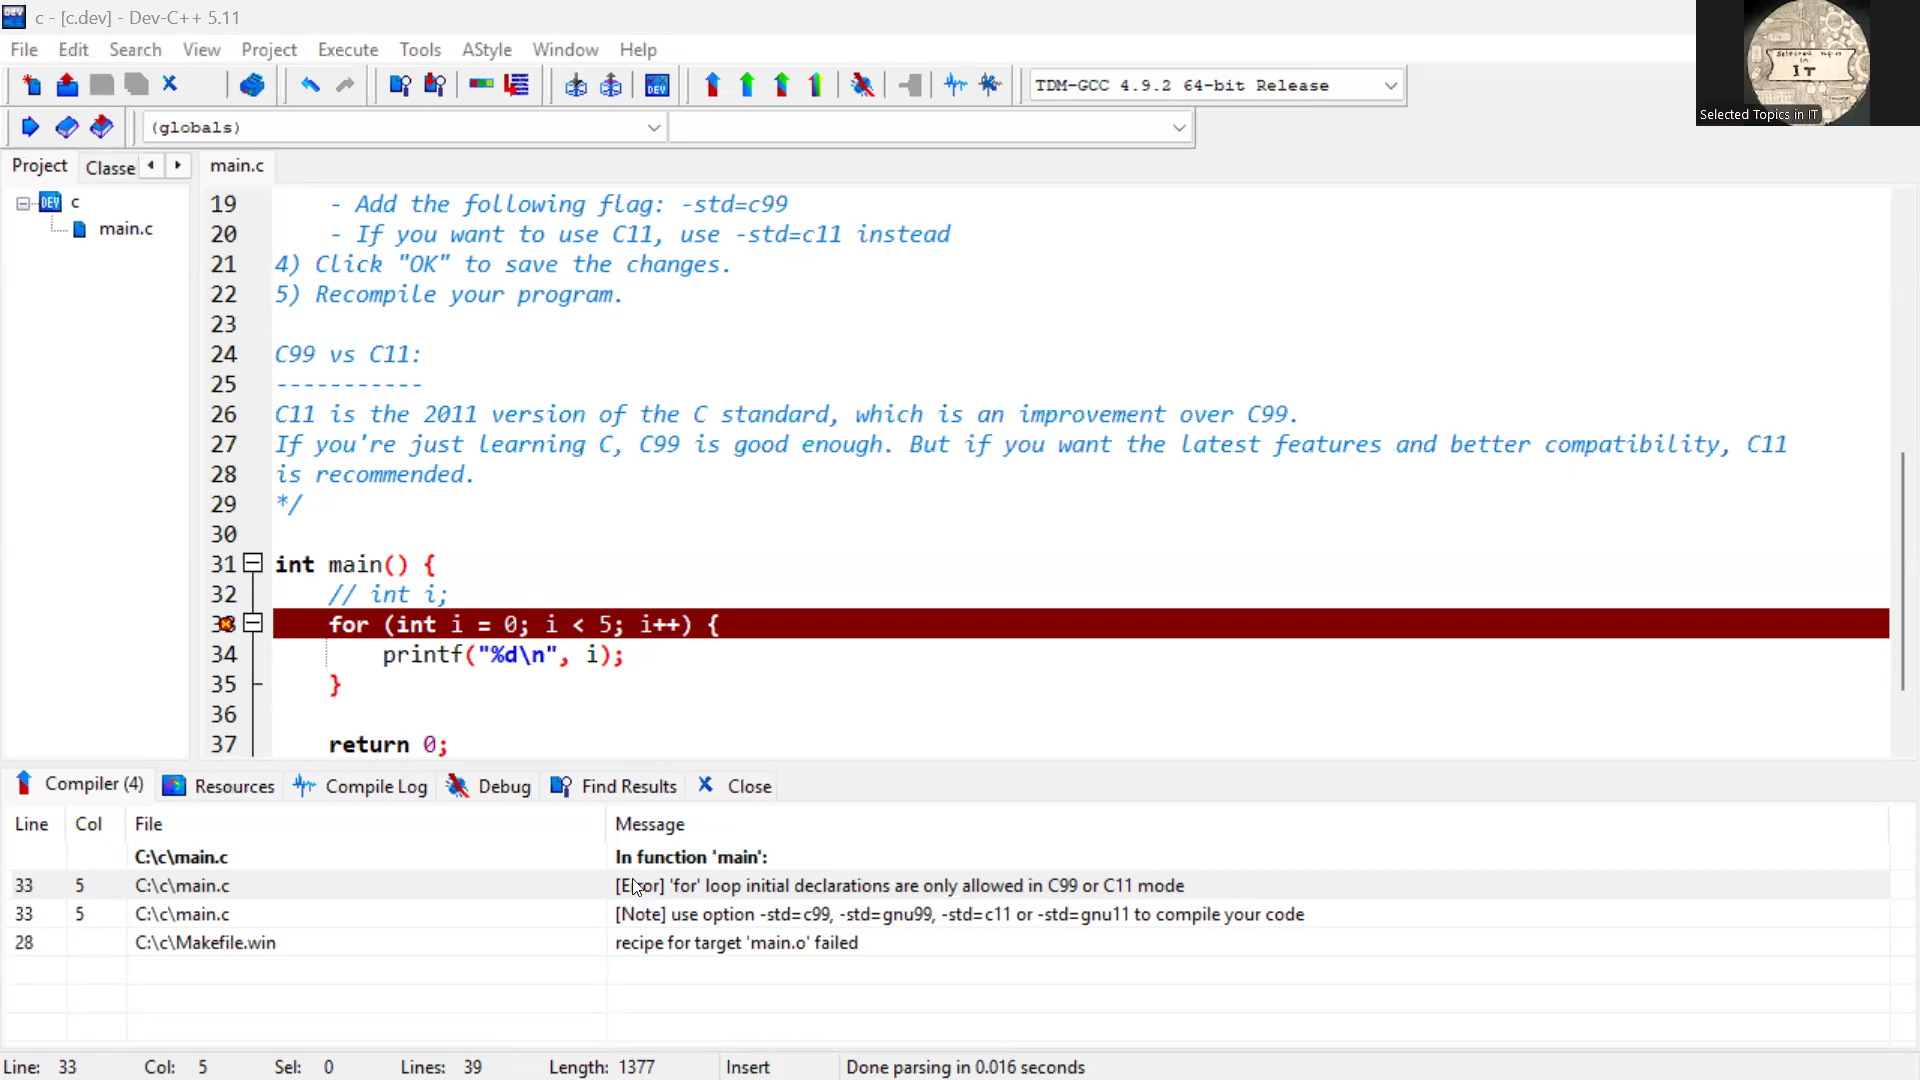 c - [c.dev] - Dev-C++ 5.11
File Edit Search View Project Execute Tools AStyle Window Help
TDM-GCC 4.9.2 64-bit Release
Selected Topics in IT
Selected Topics in IT
(globals)
Project Classe main.c
DEV c
main.c
19 - Add the following flag: -std=c99
20 - If you want to use C11, use -std=c11 instead
21 4) Click "OK" to save the changes.
22 5) Recompile your program.
23
24 C99 vs C11:
25 -----------
26 C11 is the 2011 version of the C standard, which is an improvement over C99.
27 If you're just learning C, C99 is good enough. But if you want the latest features and better compatibility, C11
28 is recommended.
29 */
30
31 int main() {
32 // int i;
33 for (int i = 0; i < 5; i++) {
34 printf("%d\n", i);
35 }
36
37 return 0;
Compiler (4) Resources Compile Log Debug Find Results Close
Line Col File Message
C:\c\main.c In function 'main':
33 5 C:\c\main.c [Error] 'for' loop initial declarations are only allowed in C99 or C11 mode
33 5 C:\c\main.c [Note] use option -std=c99, -std=gnu99, -std=c11 or -std=gnu11 to compile your code
28 C:\c\Makefile.win recipe for target 'main.o' failed
Line: 33 Col: 5 Sel: 0 Lines: 39 Length: 1377 Insert Done parsing in 0.016 seconds